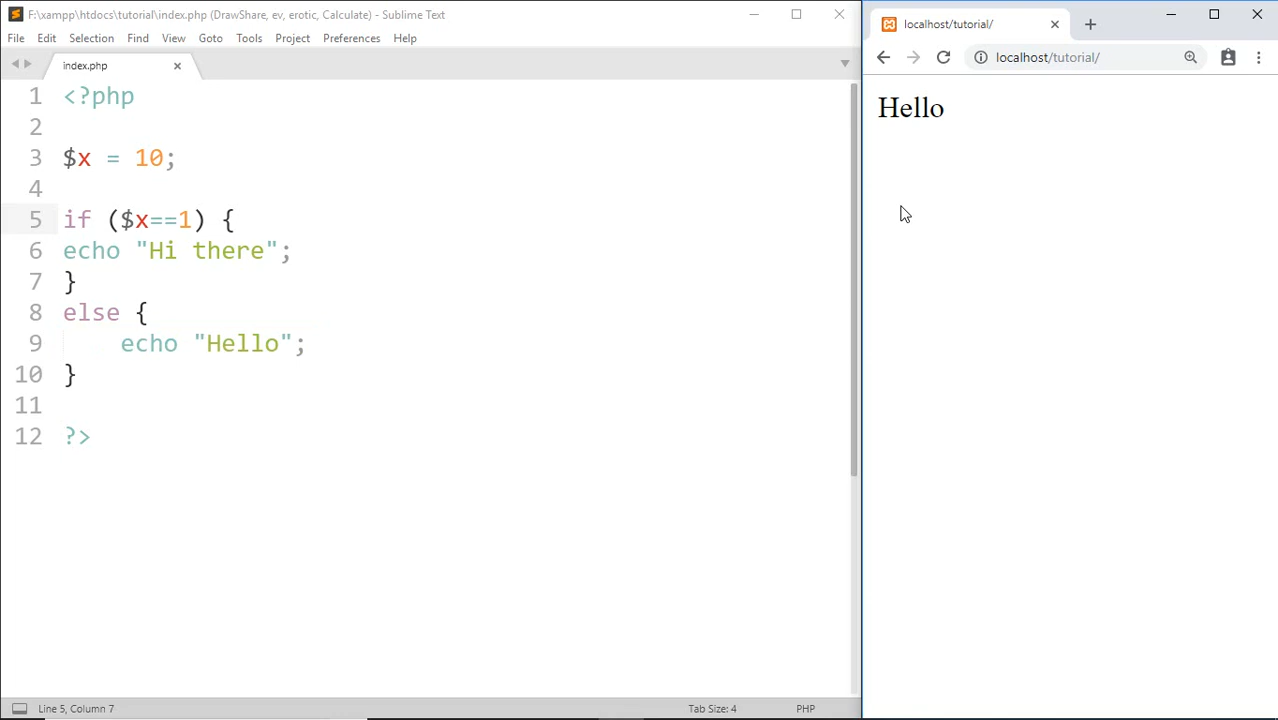 F:\xampp\htdocs\tutorial\index.php (DrawShare, ev, erotic, Calculate) - Sublime Text
File Edit Selection Find View Goto Tools Project Preferences Help
index.php
1 <?php
2
3 $x = 10;
4
5 if ($x==1) {
6 echo "Hi there";
7 }
8 else {
9 echo "Hello";
10 }
11
12 ?>
Line 5, Column 7
Tab Size: 4
PHP
localhost/tutorial/
localhost/tutorial/
Hello